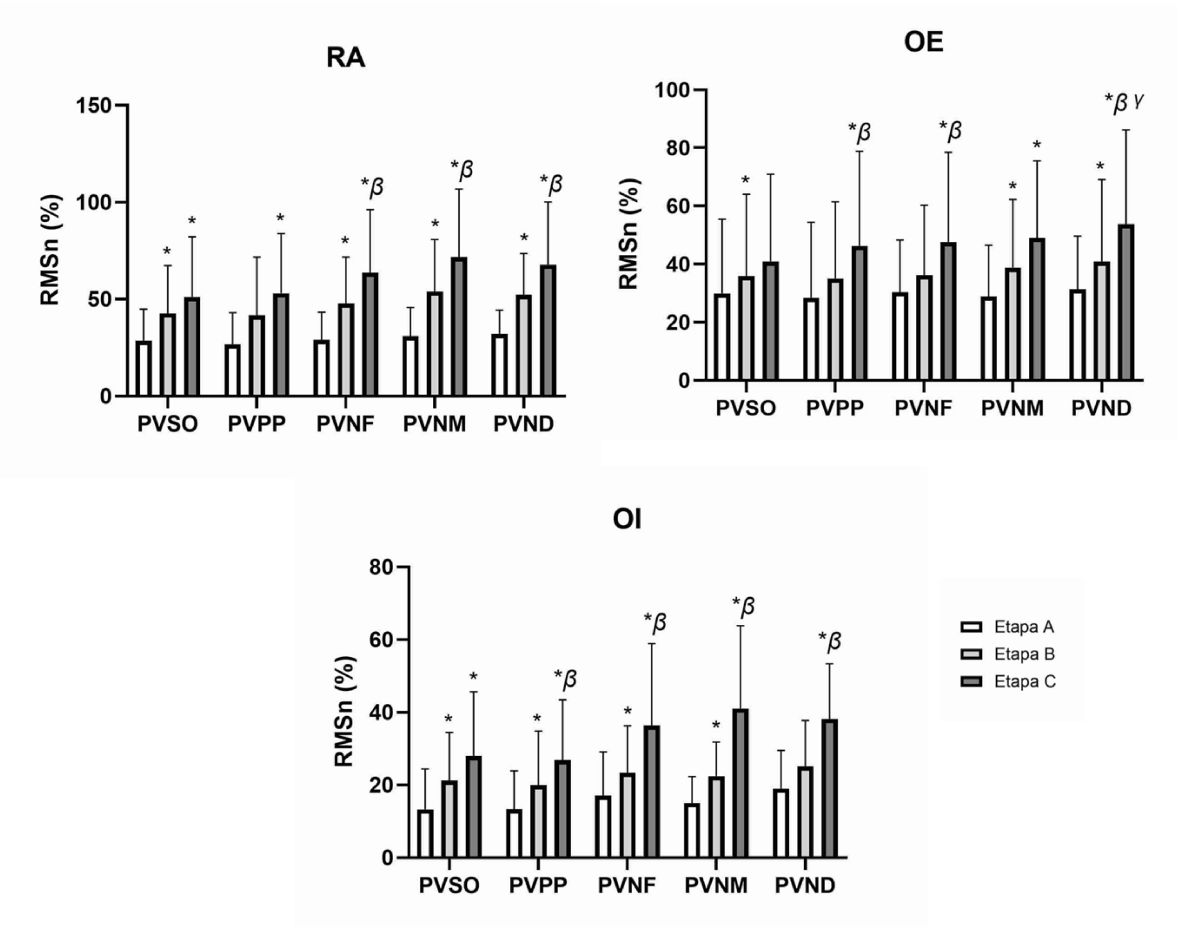 RA
RMSn (%)
150
100
50
0
* * * * * *β * *β * *β
PVSO PVPP PVNF PVNM PVND
OE
RMSn (%)
100
80
60
40
20
0
* *β *β * * * *β γ
PVSO PVPP PVNF PVNM PVND
OI
RMSn (%)
80
60
40
20
0
* * * *β * *β * *β *β
PVSO PVPP PVNF PVNM PVND
Etapa A
Etapa B
Etapa C